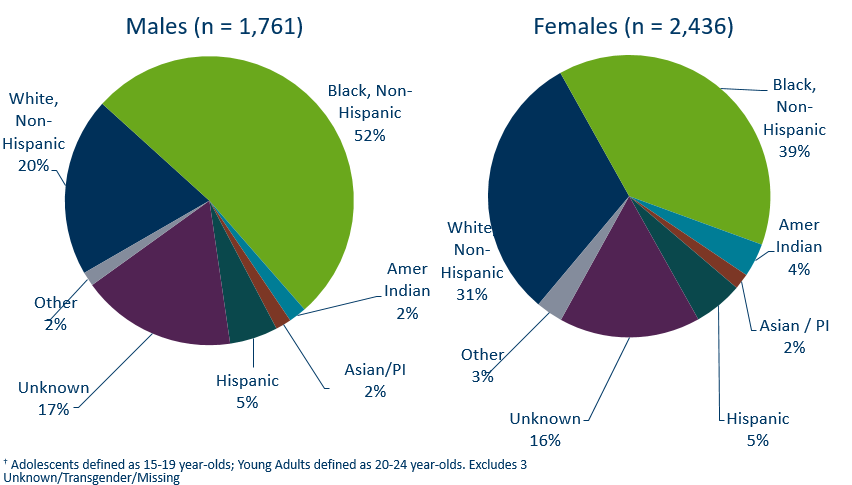 Males (n = 1,761)
Females (n = 2,436)
Black, Non-
Hispanic
52%
White,
Non-
Hispanic
20%
Other
2%
Unknown
17%
Hispanic
5%
Asian/PI
2%
Amer
Indian
2%
Black,
Non-
Hispanic
39%
Amer
Indian
4%
Asian / PI
2%
Hispanic
5%
Unknown
16%
Other
3%
White,
Non-
Hispanic
31%
† Adolescents defined as 15-19 year-olds; Young Adults defined as 20-24 year-olds. Excludes 3
Unknown/Transgender/Missing